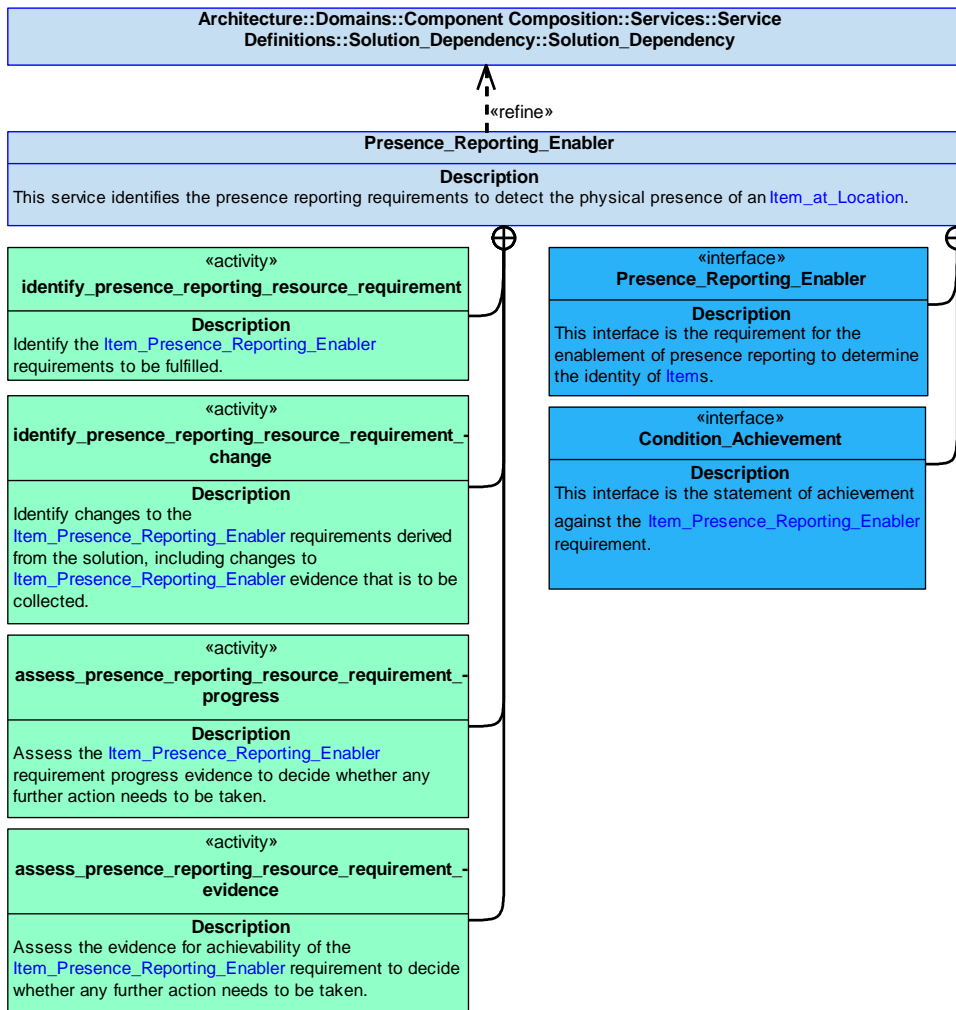 Architecture::Domains::Component Composition::Services::Service
Definitions::Solution_Dependency::Solution_Dependency
«refine»
Presence_Reporting_Enabler
Description
This service identifies the presence reporting requirements to detect the physical presence of an Item_at_Location.
«activity»
identify_presence_reporting_resource_requirement
Description
Identify the Item_Presence_Reporting_Enabler
requirements to be fulfilled.
«activity»
identify_presence_reporting_resource_requirement_-
change
Description
Identify changes to the
Item_Presence_Reporting_Enabler requirements derived
from the solution, including changes to
Item_Presence_Reporting_Enabler evidence that is to be
collected.
«activity»
assess_presence_reporting_resource_requirement_-
progress
Description
Assess the Item_Presence_Reporting_Enabler
requirement progress evidence to decide whether any
further action needs to be taken.
«activity»
assess_presence_reporting_resource_requirement_-
evidence
Description
Assess the evidence for achievability of the
Item_Presence_Reporting_Enabler requirement to decide
whether any further action needs to be taken.
«interface»
Presence_Reporting_Enabler
Description
This interface is the requirement for the
enablement of presence reporting to determine
the identity of Items.
«interface»
Condition_Achievement
Description
This interface is the statement of achievement
against the Item_Presence_Reporting_Enabler
requirement.